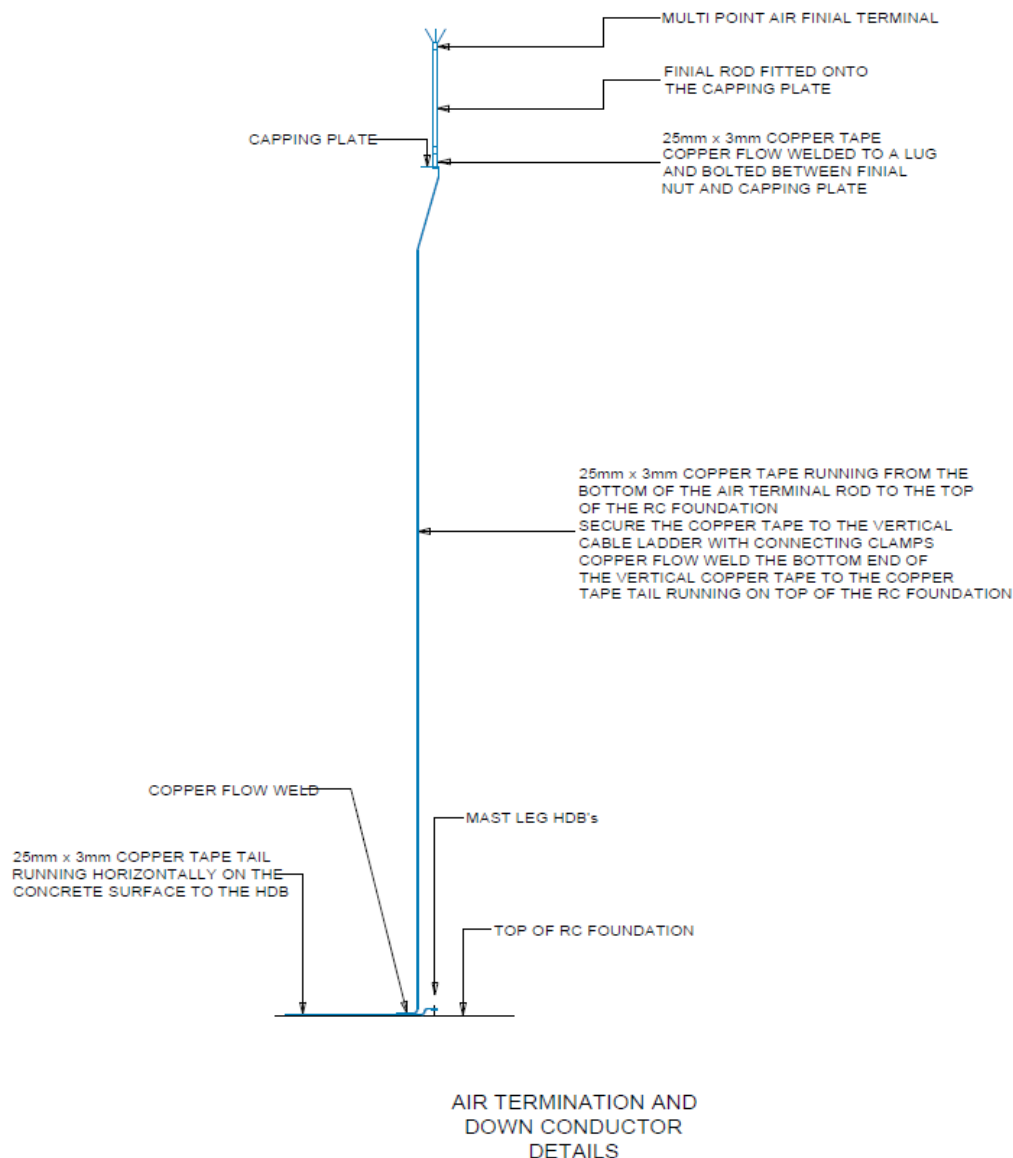 MULTI POINT AIR FINIAL TERMINAL
FINIAL ROD FITTED ONTO
THE CAPPING PLATE
CAPPING PLATE
25mm x 3mm COPPER TAPE
COPPER FLOW WELDED TO A LUG
AND BOLTED BETWEEN FINIAL
NUT AND CAPPING PLATE
25mm x 3mm COPPER TAPE RUNNING FROM THE
BOTTOM OF THE AIR TERMINAL ROD TO THE TOP
OF THE RC FOUNDATION
SECURE THE COPPER TAPE TO THE VERTICAL
CABLE LADDER WITH CONNECTING CLAMPS
COPPER FLOW WELD THE BOTTOM END OF
THE VERTICAL COPPER TAPE TO THE COPPER
TAPE TAIL RUNNING ON TOP OF THE RC FOUNDATION
COPPER FLOW WELD
MAST LEG HDB's
25mm x 3mm COPPER TAPE TAIL
RUNNING HORIZONTALLY ON THE
CONCRETE SURFACE TO THE HDB
TOP OF RC FOUNDATION
AIR TERMINATION AND
DOWN CONDUCTOR
DETAILS